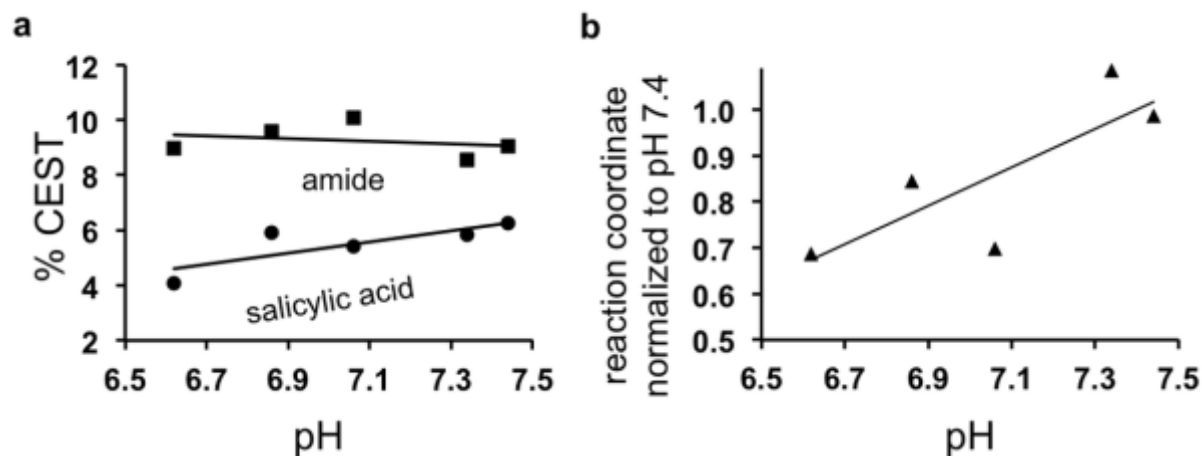 a
% CEST
12
10
8
6
4
2
amide
salicylic acid
6.5 6.7 6.9 7.1 7.3 7.5
pH
b
reaction coordinate
normalized to pH 7.4
1.0
0.9
0.8
0.7
0.6
0.5
6.5 6.7 6.9 7.1 7.3 7.5
pH